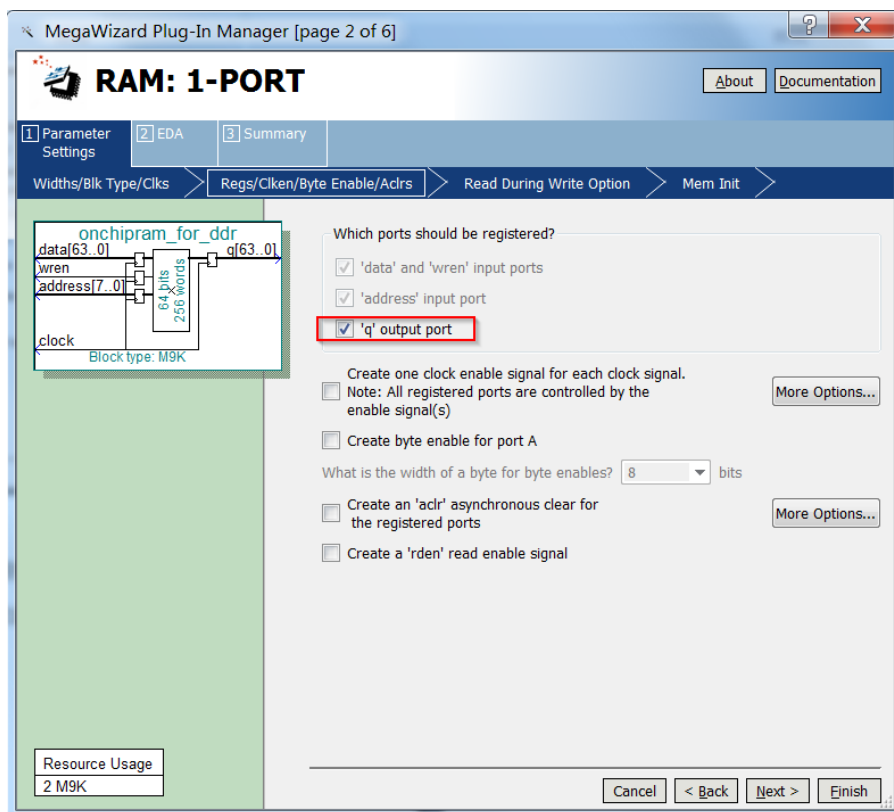 MegaWizard Plug-In Manager [page 2 of 6]
RAM: 1-PORT
About
Documentation
1 Parameter Settings
2 EDA
3 Summary
Widths/Blk Type/Clks
Regs/Clken/Byte Enable/Aclrs
Read During Write Option
Mem Init
onchipram_for_ddr
data[63..0]
q[63..0]
wren
address[7..0]
64 bits
256 words
clock
Block type: M9K
Which ports should be registered?
'data' and 'wren' input ports
'address' input port
'q' output port
Create one clock enable signal for each clock signal.
Note: All registered ports are controlled by the
enable signal(s)
More Options...
Create byte enable for port A
What is the width of a byte for byte enables?
8
bits
Create an 'aclr' asynchronous clear for
the registered ports
More Options...
Create a 'rden' read enable signal
Resource Usage
2 M9K
Cancel
< Back
Next >
Finish